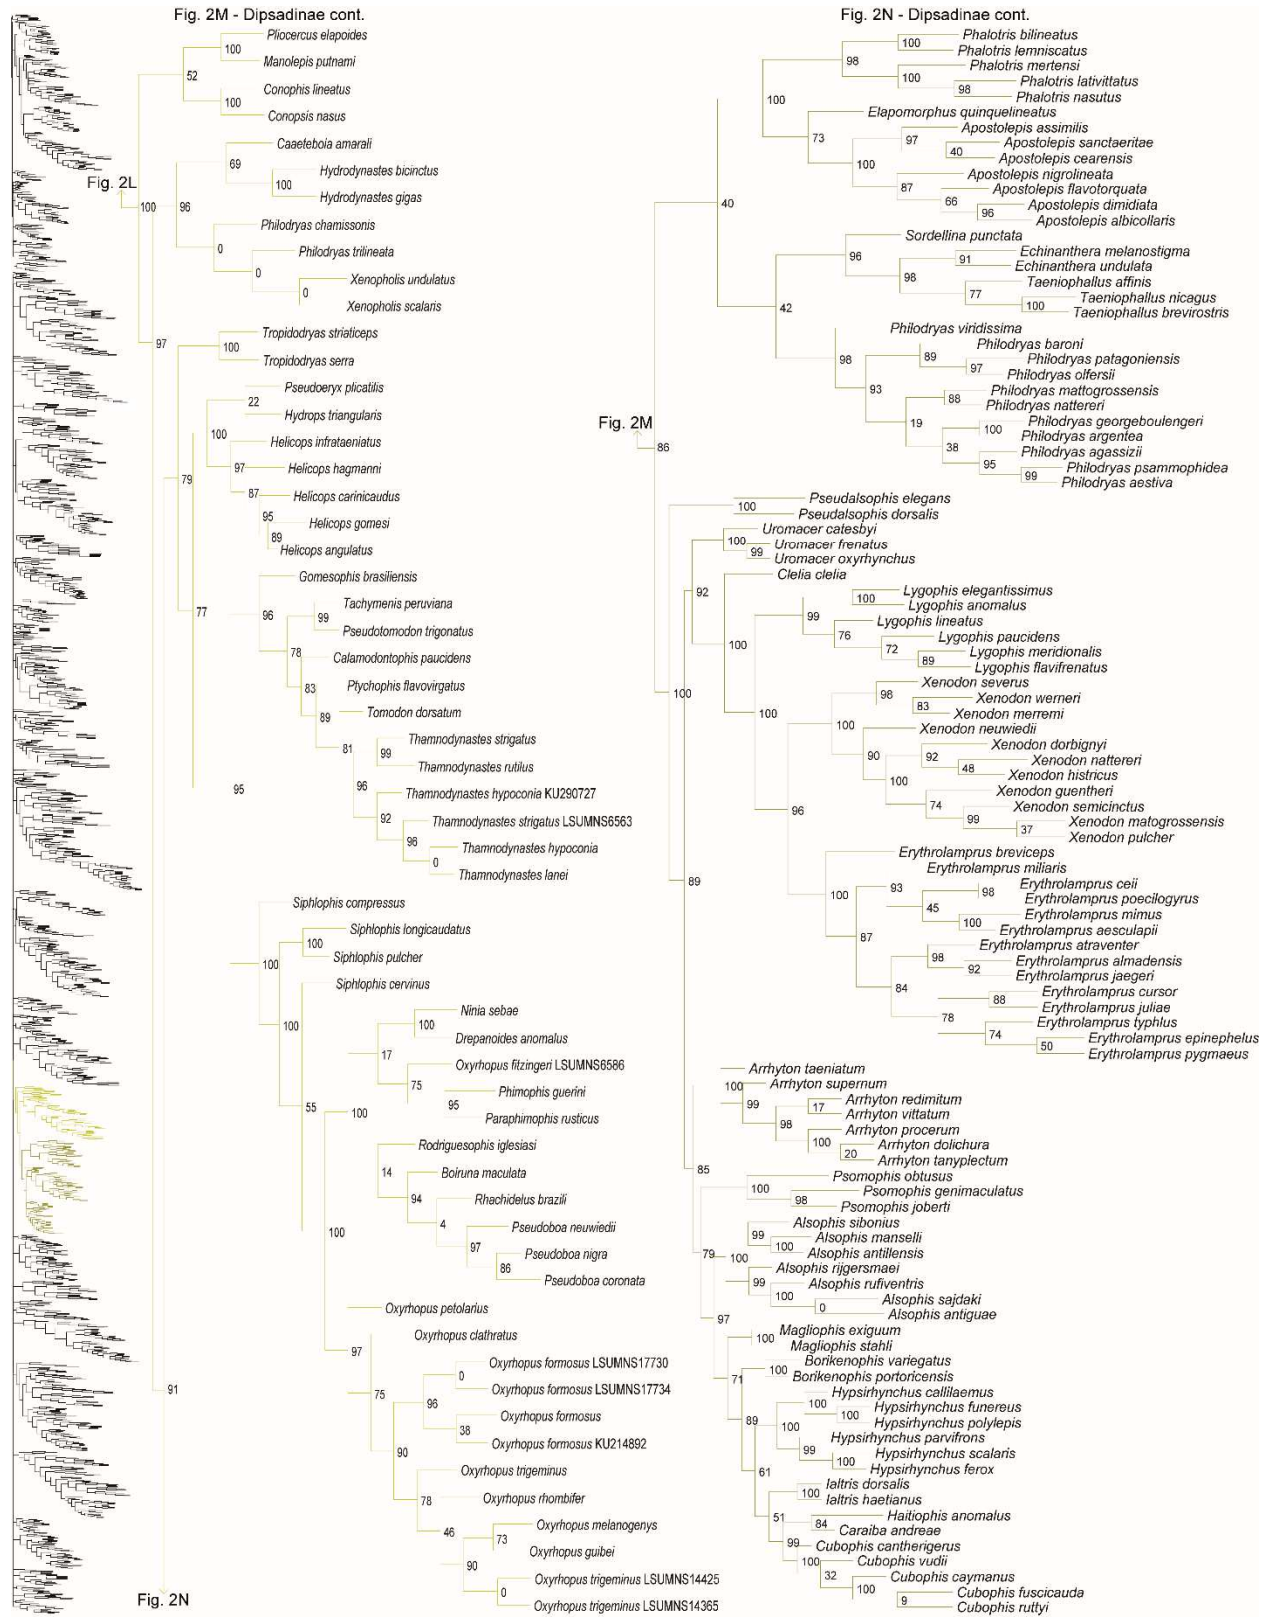 Fig. 2M - Dipsadinae cont.
Pliocercus elapoides
100
Manolepis putnami
52
Conophis lineatus
100
Conopsis nasus
Caaeteboia amarali
69
Hydrodynastes bicinctus
100
Fig. 2L
Hydrodynastes gigas
100
96
Philodryas chamissonis
0
Philodryas trilineata
0
Xenopholis undulatus
0
Xenopholis scalaris
Tropidodryas striaticeps
97
100
Tropidodryas serra
Pseudoeryx plicatilis
22
Hydrops triangularis
100
Helicops infrataeniatus
97
Helicops hagmanni
79
87
Helicops carinicaudus
95
Helicops gomesi
89
Helicops angulatus
Gomesophis brasiliensis
77
96
Tachymenis peruviana
99
Pseudotomodon trigonatus
78
Calamodontophis paucidens
83
Ptychophis flavovirgatus
89
Tomodon dorsatum
81
Thamnodynastes strigatus
99
Thamnodynastes rutilus
95
96
Thamnodynastes hypoconia KU290727
92
Thamnodynastes strigatus LSUMNS6563
96
Thamnodynastes hypoconia
0
Thamnodynastes lanei
Siphlophis compressus
Siphlophis longicaudatus
100
100
Siphlophis pulcher
Siphlophis cervinus
100
Ninia sebae
100
Drepanoides anomalus
17
Oxyrhopus fitzingeri LSUMNS6586
75
Phimophis guerini
95
55
100
Paraphimophis rusticus
Rodriguesophis iglesiasi
14
Boiruna maculata
94
Rhachidelus brazili
4
100
Pseudoboa neuwiedii
97
Pseudoboa nigra
86
Pseudoboa coronata
Oxyrhopus petolarius
Oxyrhopus clathratus
97
Oxyrhopus formosus LSUMNS17730
0
91
75
Oxyrhopus formosus LSUMNS17734
96
Oxyrhopus formosus
38
Oxyrhopus formosus KU214892
90
Oxyrhopus trigeminus
78
Oxyrhopus rhombifer
46
Oxyrhopus melanogenys
73
Oxyrhopus guibei
90
Oxyrhopus trigeminus LSUMNS14425
0
Oxyrhopus trigeminus LSUMNS14365
Fig. 2N
Fig. 2N - Dipsadinae cont.
Phalotris bilineatus
100
Phalotris lemniscatus
98
Phalotris mertensi
100
Phalotris lativittatus
98
Phalotris nasutus
100
Elapomorphus quinquelineatus
73
Apostolepis assimilis
97
Apostolepis sanctaeritae
40
Apostolepis cearensis
100
Apostolepis nigrolineata
87
Apostolepis flavotorquata
66
Apostolepis dimidiata
96
Apostolepis albicollaris
40
Sordellina punctata
96
Echinanthera melanostigma
91
Echinanthera undulata
98
Taeniophallus affinis
77
Taeniophallus nicagus
100
Taeniophallus brevirostris
42
Philodryas viridissima
98
Philodryas baroni
89
Philodryas patagoniensis
97
Philodryas olfersii
93
Philodryas mattogrossensis
88
Philodryas nattereri
19
Philodryas georgeboulengeri
100
Philodryas argentea
38
Philodryas agassizii
95
Philodryas psammophidea
99
Philodryas aestiva
Fig. 2M
86
Pseudalsophis elegans
100
Pseudalsophis dorsalis
Uromacer catesbyi
100
Uromacer frenatus
99
Uromacer oxyrhynchus
92
Clelia clelia
Lygophis elegantissimus
100
Lygophis anomalus
99
Lygophis lineatus
76
Lygophis paucidens
100
72
Lygophis meridionalis
89
Lygophis flavifrenatus
100
Xenodon severus
98
Xenodon werneri
83
Xenodon merremi
100
100
Xenodon neuwiedii
90
Xenodon dorbignyi
92
Xenodon nattereri
48
Xenodon histricus
100
Xenodon guentheri
74
Xenodon semicinctus
99
Xenodon matogrossensis
37
Xenodon pulcher
96
Erythrolamprus breviceps
Erythrolamprus miliaris
89
100
93
Erythrolamprus ceii
98
Erythrolamprus poecilogyrus
45
Erythrolamprus mimus
100
Erythrolamprus aesculapii
87
Erythrolamprus atraventer
98
Erythrolamprus almadensis
92
Erythrolamprus jaegeri
84
Erythrolamprus cursor
88
Erythrolamprus juliae
78
Erythrolamprus typhlus
74
Erythrolamprus epinephelus
50
Erythrolamprus pygmaeus
Arrhyton taeniatum
100
Arrhyton supernum
99
Arrhyton redimitum
17
Arrhyton vittatum
98
Arrhyton procerum
100
Arrhyton dolichura
20
Arrhyton tanyplectum
85
Psomophis obtusus
100
Psomophis genimaculatus
98
Psomophis joberti
Alsophis sibonius
99
Alsophis manselli
100
Alsophis antillensis
79
100
Alsophis rijgersmaei
99
Alsophis rufiventris
100
Alsophis sajdaki
0
Alsophis antiguae
97
Magliophis exiguum
100
Magliophis stahli
Borikenophis variegatus
100
Borikenophis portoricensis
71
Hypsirhynchus callilaemus
100
Hypsirhynchus funereus
100
Hypsirhynchus polylepis
89
100
Hypsirhynchus parvifrons
99
Hypsirhynchus scalaris
100
Hypsirhynchus ferox
61
Ialtris dorsalis
100
Ialtris haetianus
51
Haitiophis anomalus
84
Caraiba andreae
99
Cubophis cantherigerus
100
Cubophis vudii
32
Cubophis caymanus
100
Cubophis fuscicauda
9
Cubophis ruttyi